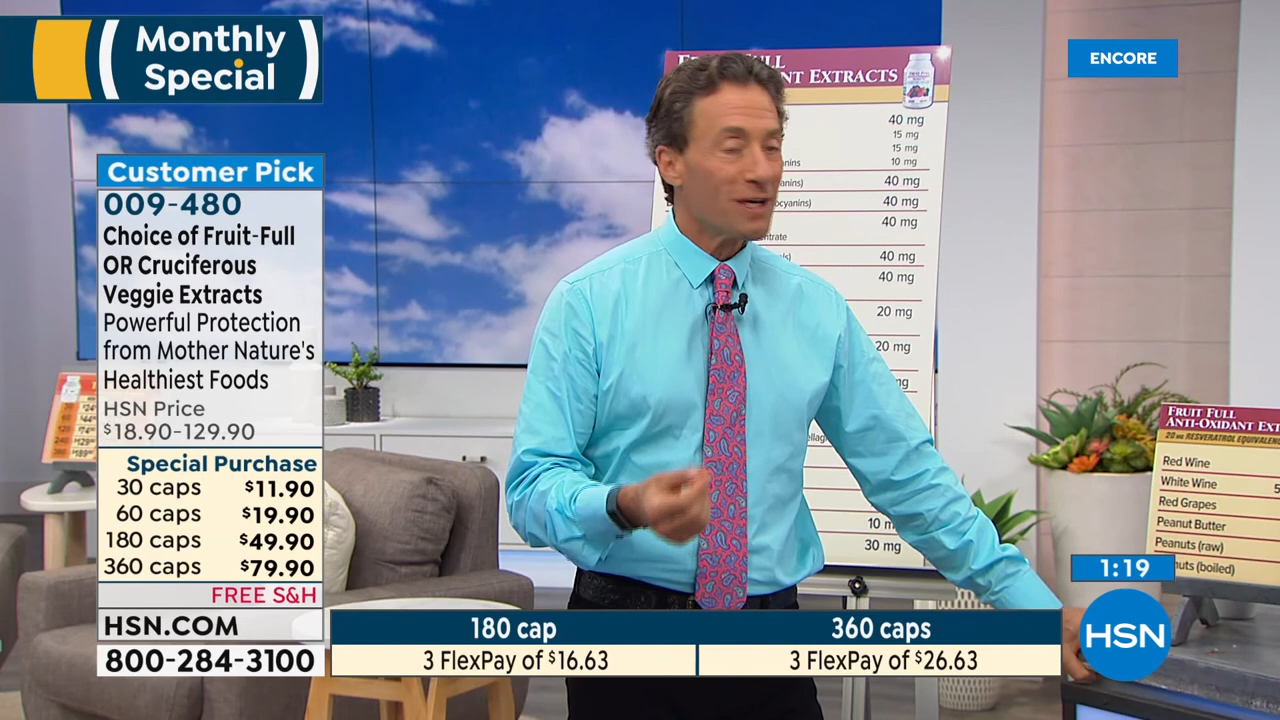 Monthly
Special
ENCORE
Customer Pick
009-480
Choice of Fruit-Full
OR Cruciferous
Veggie Extracts
Powerful Protection
from Mother Nature's
Healthiest Foods
HSN Price
$18.90-129.90
Special Purchase
30 caps $11.90
60 caps $19.90
180 caps $49.90
360 caps $79.90
FREE S&H
HSN.COM
800-284-3100
180 cap 360 caps
3 FlexPay of $16.63 3 FlexPay of $26.63
1:19
HSN
EXTRACTS
40 mg
15 mg
15 mg
10 mg
40 mg
40 mg
40 mg
40 mg
40 mg
20 mg
20 mg
30 mg
FRUIT FULL
ANTI-OXIDANT
20 MG RESVERATROL
Red Wine
White Wine
Red Grapes
Peanut Butter
Peanuts (raw)
(boiled)